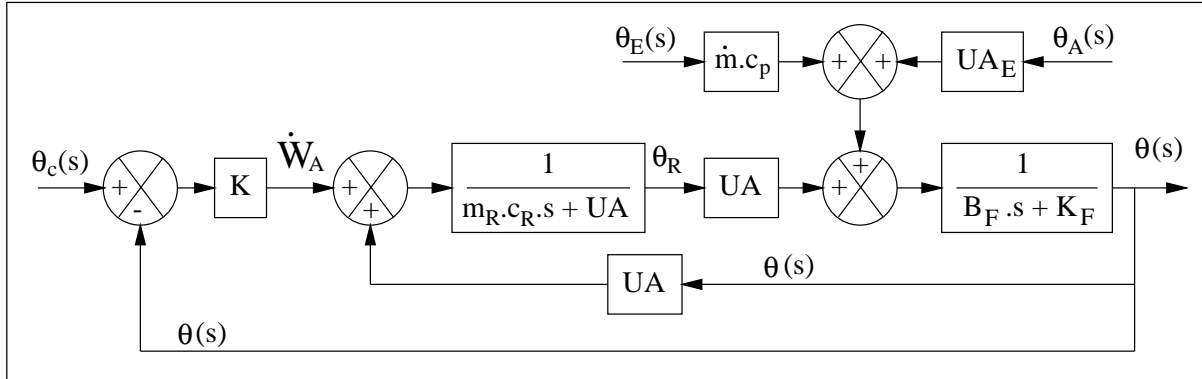 θE(s)
ṁ.cp
+
+
UAE
θA(s)
θc(s)
+
-
K
ẆA
+
+
1
mR.cR.s + UA
θR
UA
+
+
1
BF .s + KF
θ(s)
UA
θ(s)
θ(s)